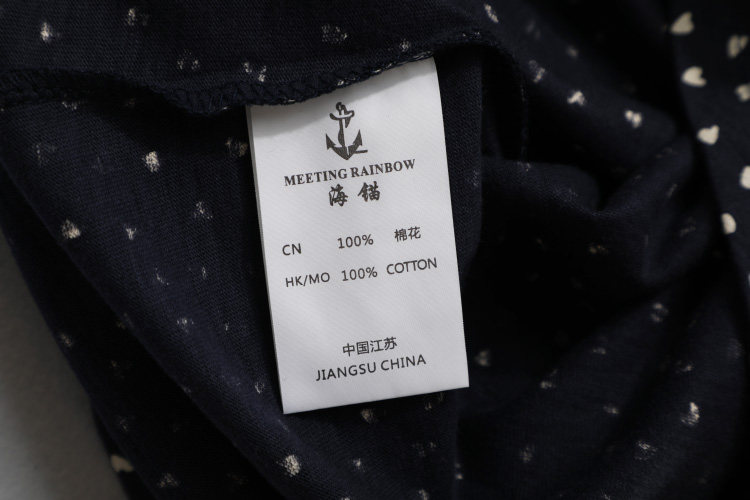 MEETING RAINBOW
海锚
CN 100% 棉花
HK/MO 100% COTTON
中国江苏
JIANGSU CHINA